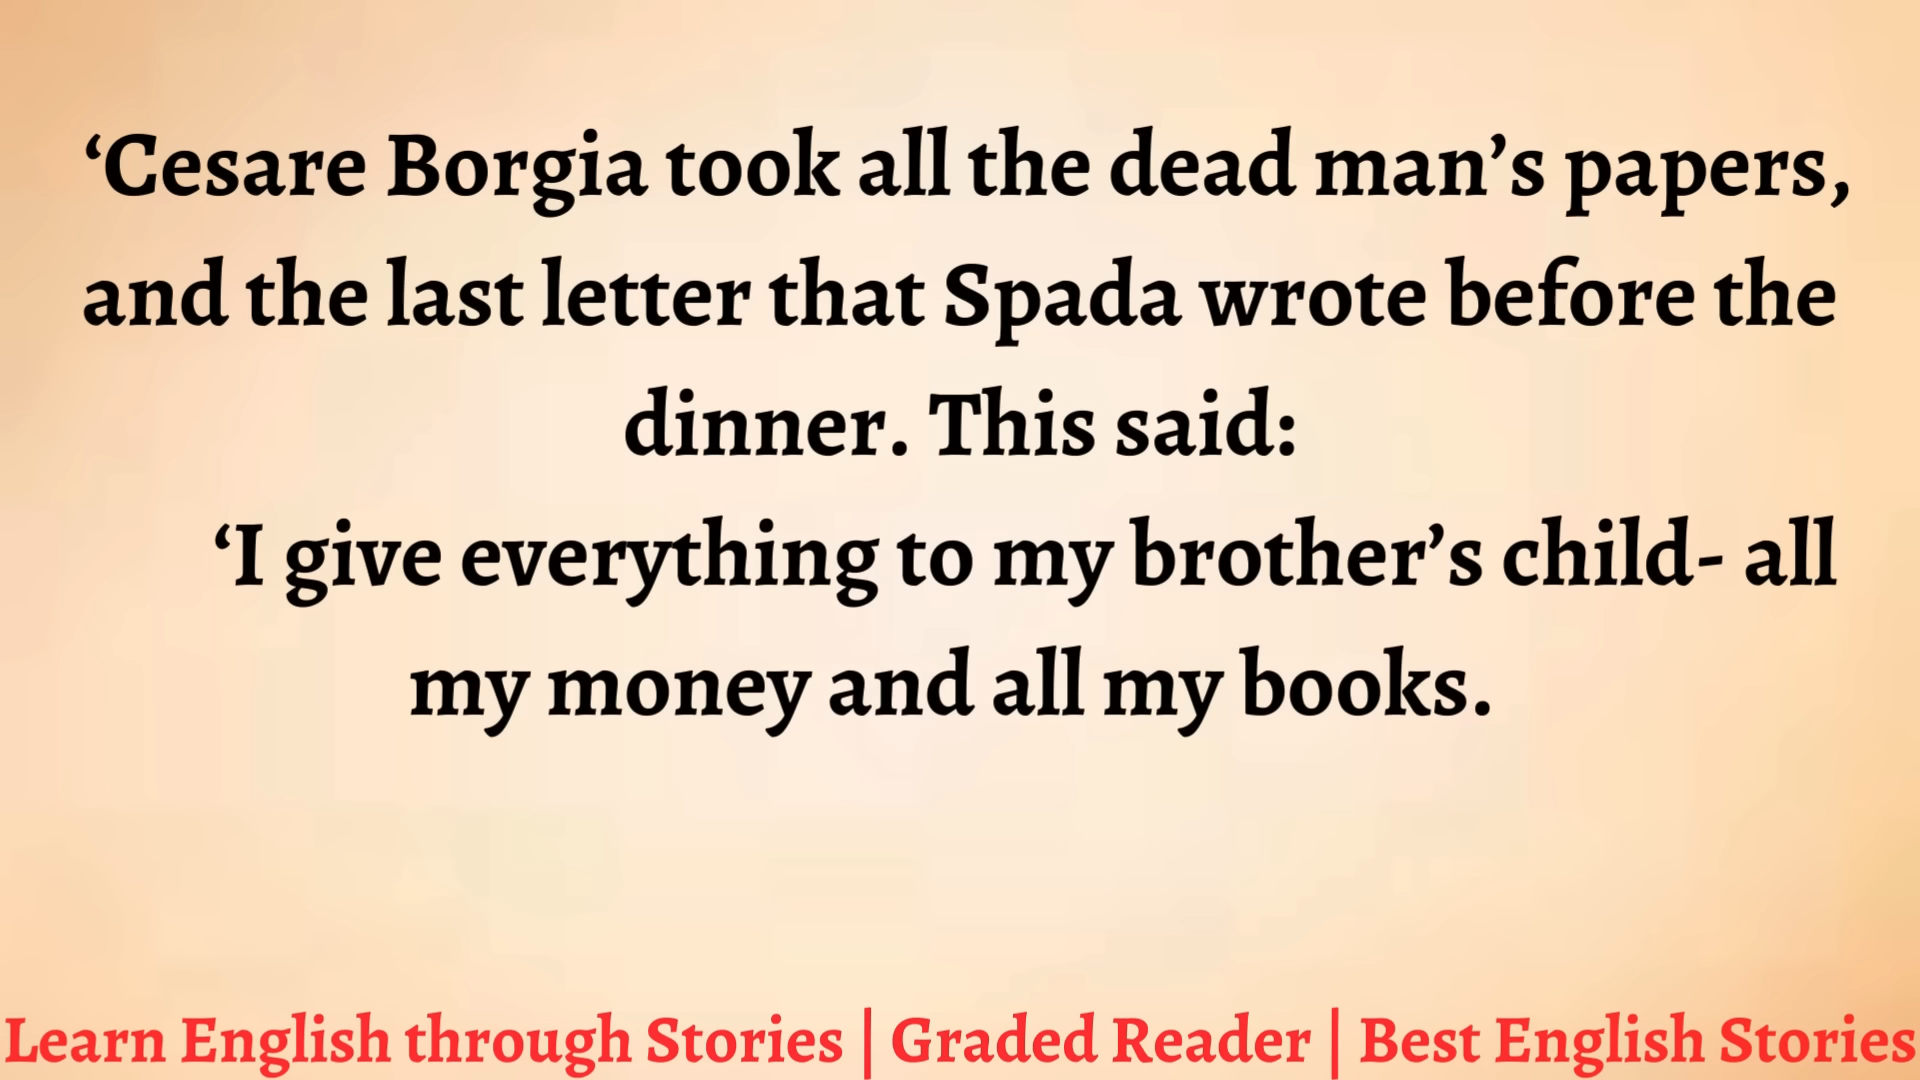 ‘Cesare Borgia took all the dead man’s papers,
and the last letter that Spada wrote before the
dinner. This said:
‘I give everything to my brother’s child- all
my money and all my books.
Learn English through Stories | Graded Reader | Best English Stories